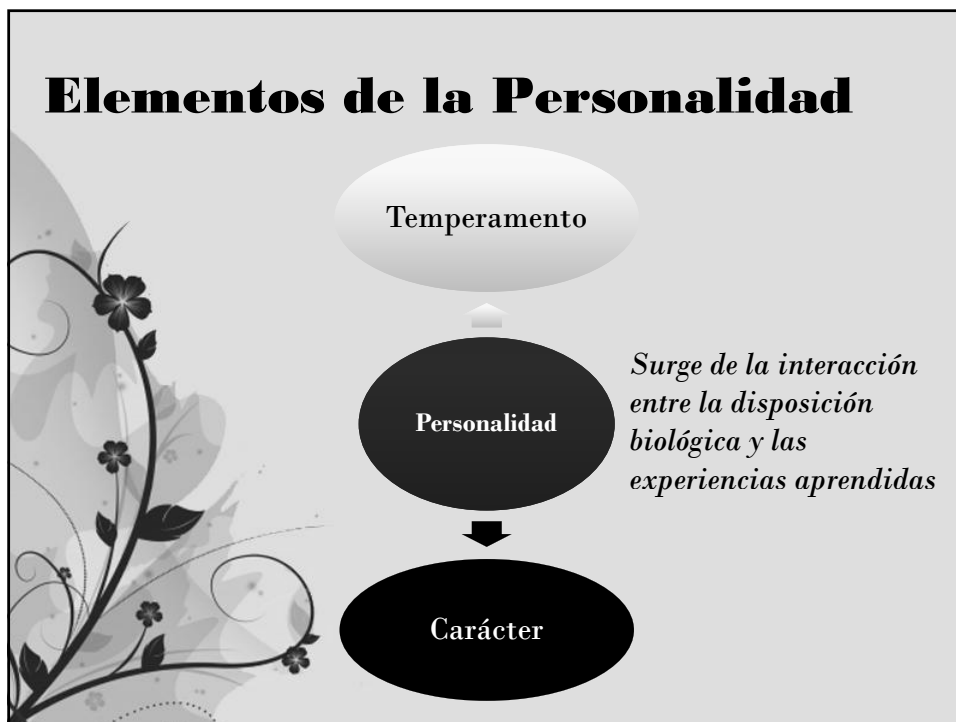 Elementos de la Personalidad
Temperamento
Personalidad
Surge de la interacción
entre la disposición
biológica y las
experiencias aprendidas
Carácter